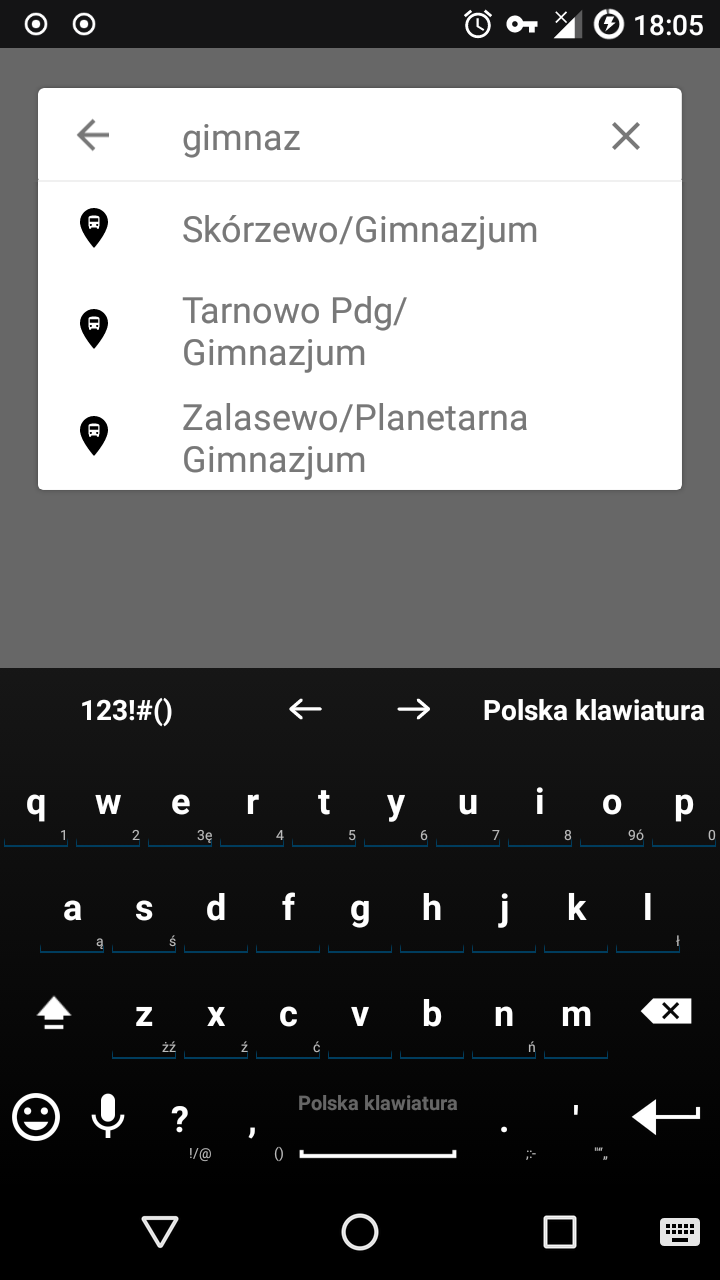 18:05
gimnaz
Skórzewo/Gimnazjum
Tarnowo Pdg/
Gimnazjum
Zalasewo/Planetarna
Gimnazjum
123!#() Polska klawiatura
q w e r t y u i o p
1 2 3ę 4 5 6 7 8 9ó 0
a s d f g h j k l
ą ś ł
z x c v b n m
żź ź ć ń
Polska klawiatura
? , . '
!/@ () ;:- "“„